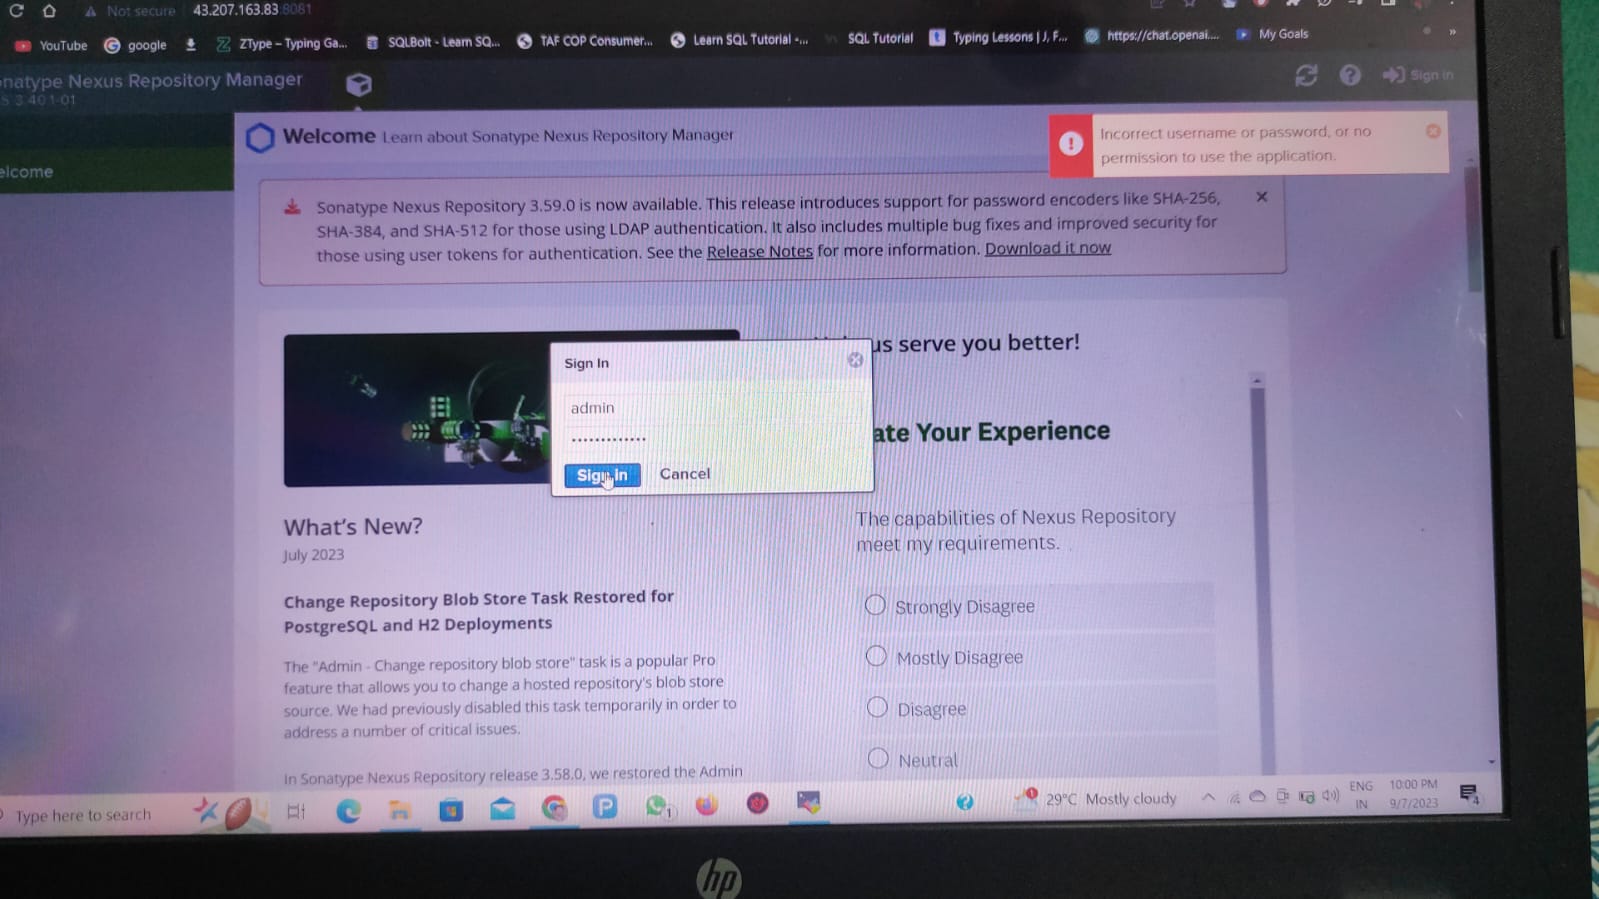 Not secure 43.207.163.83:8081
YouTube google ZType – Typing Ga... SQLBolt - Learn SQ... TAF COP Consumer... Learn SQL Tutorial -... SQL Tutorial Typing Lessons | J, F... https://chat.openai.... My Goals »
natype Nexus Repository Manager
S 3.40.1-01
Sign in
Welcome Learn about Sonatype Nexus Repository Manager
Incorrect username or password, or no
permission to use the application.
elcome
Sonatype Nexus Repository 3.59.0 is now available. This release introduces support for password encoders like SHA-256,
SHA-384, and SHA-512 for those using LDAP authentication. It also includes multiple bug fixes and improved security for
those using user tokens for authentication. See the Release Notes for more information. Download it now
us serve you better!
Sign In
admin
Sign in Cancel
ate Your Experience
What's New?
July 2023
Change Repository Blob Store Task Restored for
PostgreSQL and H2 Deployments
The "Admin - Change repository blob store" task is a popular Pro
feature that allows you to change a hosted repository's blob store
source. We had previously disabled this task temporarily in order to
address a number of critical issues.
In Sonatype Nexus Repository release 3.58.0, we restored the Admin
The capabilities of Nexus Repository
meet my requirements.
Strongly Disagree
Mostly Disagree
Disagree
Neutral
Type here to search
1
1
29°C Mostly cloudy
ENG
IN
10:00 PM
9/7/2023
4
hp